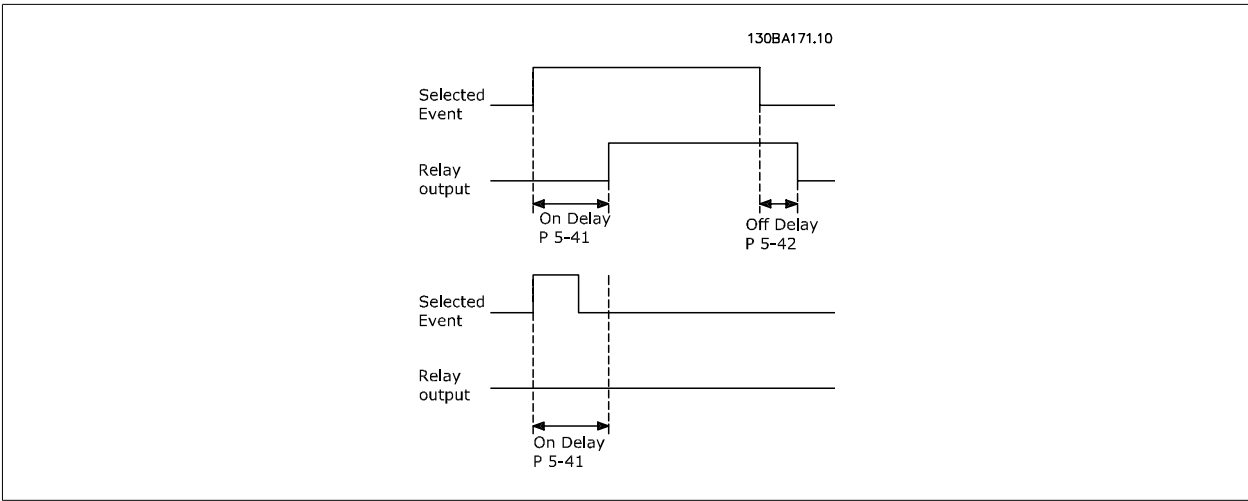 130BA171.10
Selected
Event
Relay
output
On Delay
P 5-41
Off Delay
P 5-42
Selected
Event
Relay
output
On Delay
P 5-41